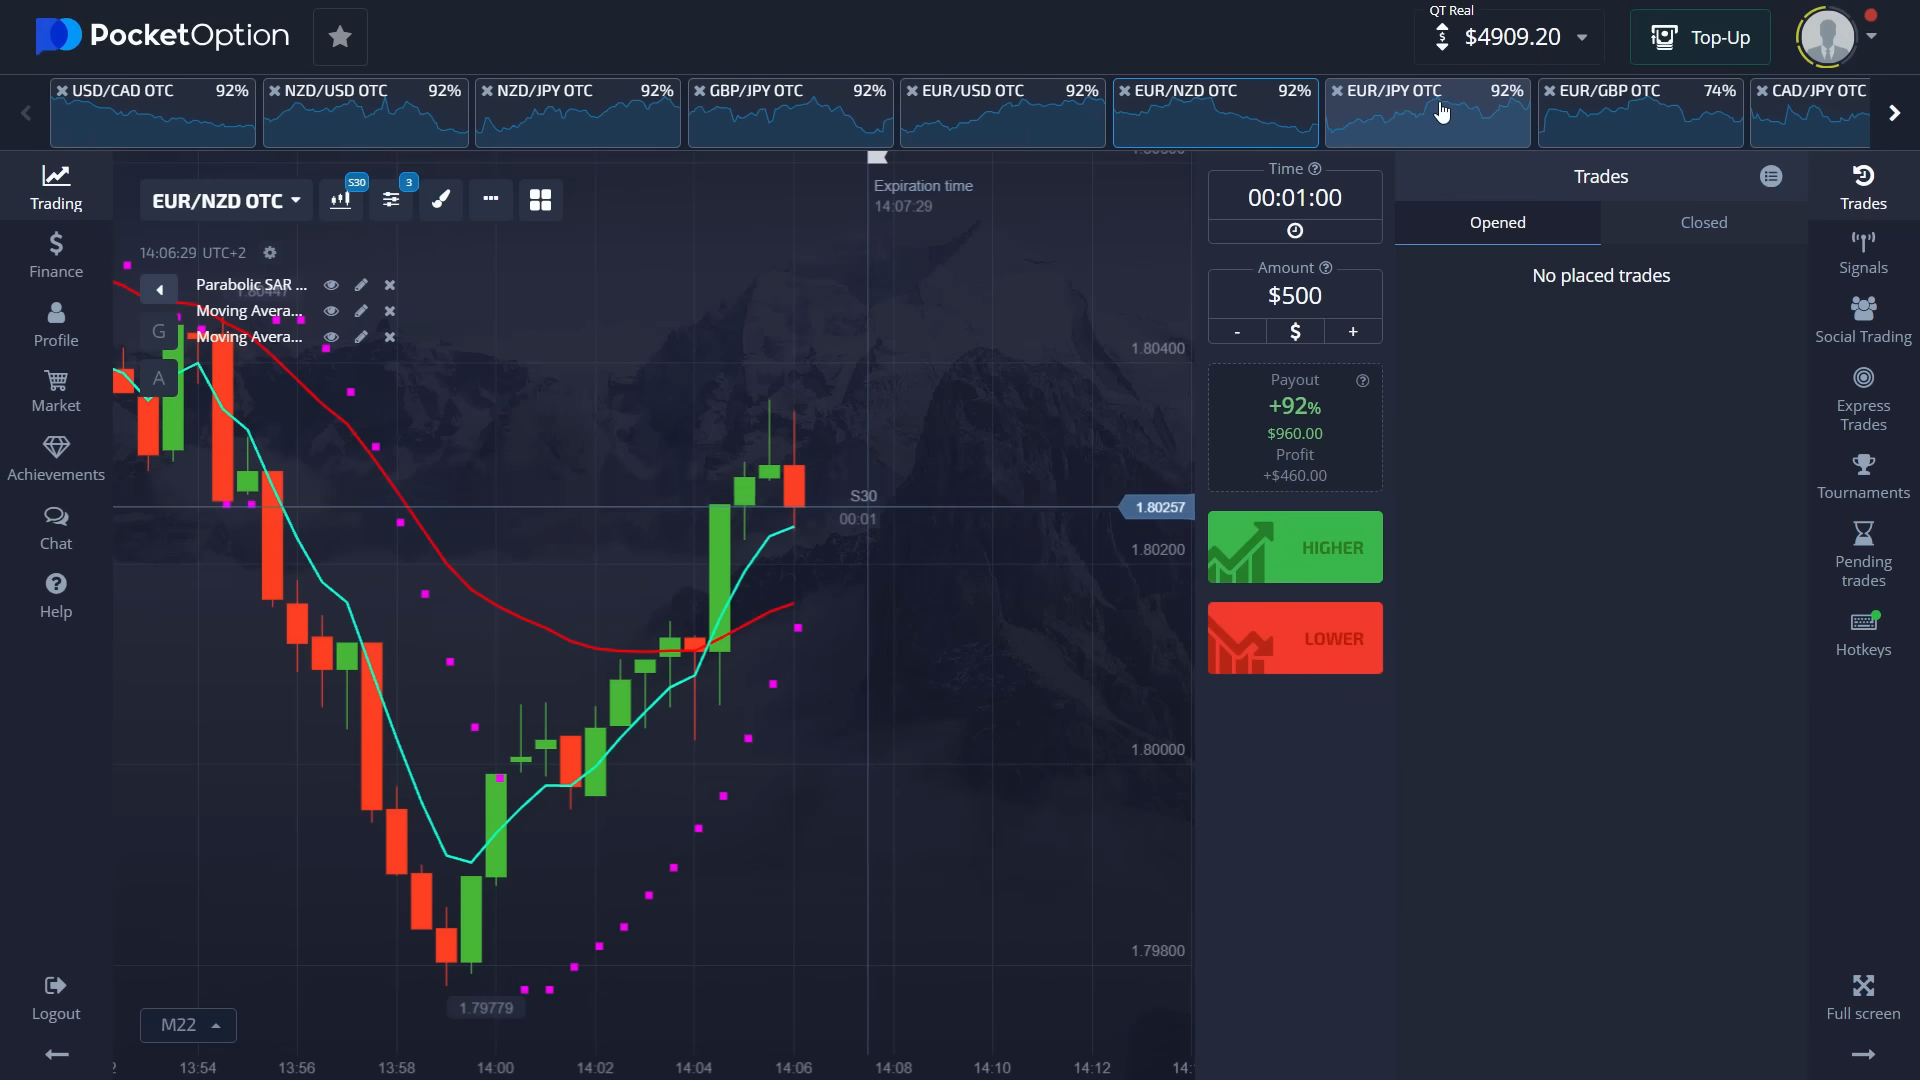 PocketOption
QT Real
$4909.20
Top-Up
USD/CAD OTC 92%
NZD/USD OTC 92%
NZD/JPY OTC 92%
GBP/JPY OTC 92%
EUR/USD OTC 92%
EUR/NZD OTC 92%
EUR/JPY OTC 92%
EUR/GBP OTC 74%
CAD/JPY OTC
Trading
Finance
Profile
Market
Achievements
Chat
Help
Logout
EUR/NZD OTC
S30
3
14:06:29 UTC+2
Parabolic SAR ...
Moving Avera...
Moving Avera...
G
A
Expiration time
14:07:29
S30
00:01
1.80400
1.80257
1.80200
1.80000
1.79800
1.79779
M22
13:54
13:56
13:58
14:00
14:02
14:04
14:06
14:08
14:10
14:12
14:
Time
00:01:00
Amount
$500
- $ +
Payout
+92%
$960.00
Profit
+$460.00
HIGHER
LOWER
Trades
Opened
Closed
No placed trades
Trades
Signals
Social Trading
Express
Trades
Tournaments
Pending
trades
Hotkeys
Full screen